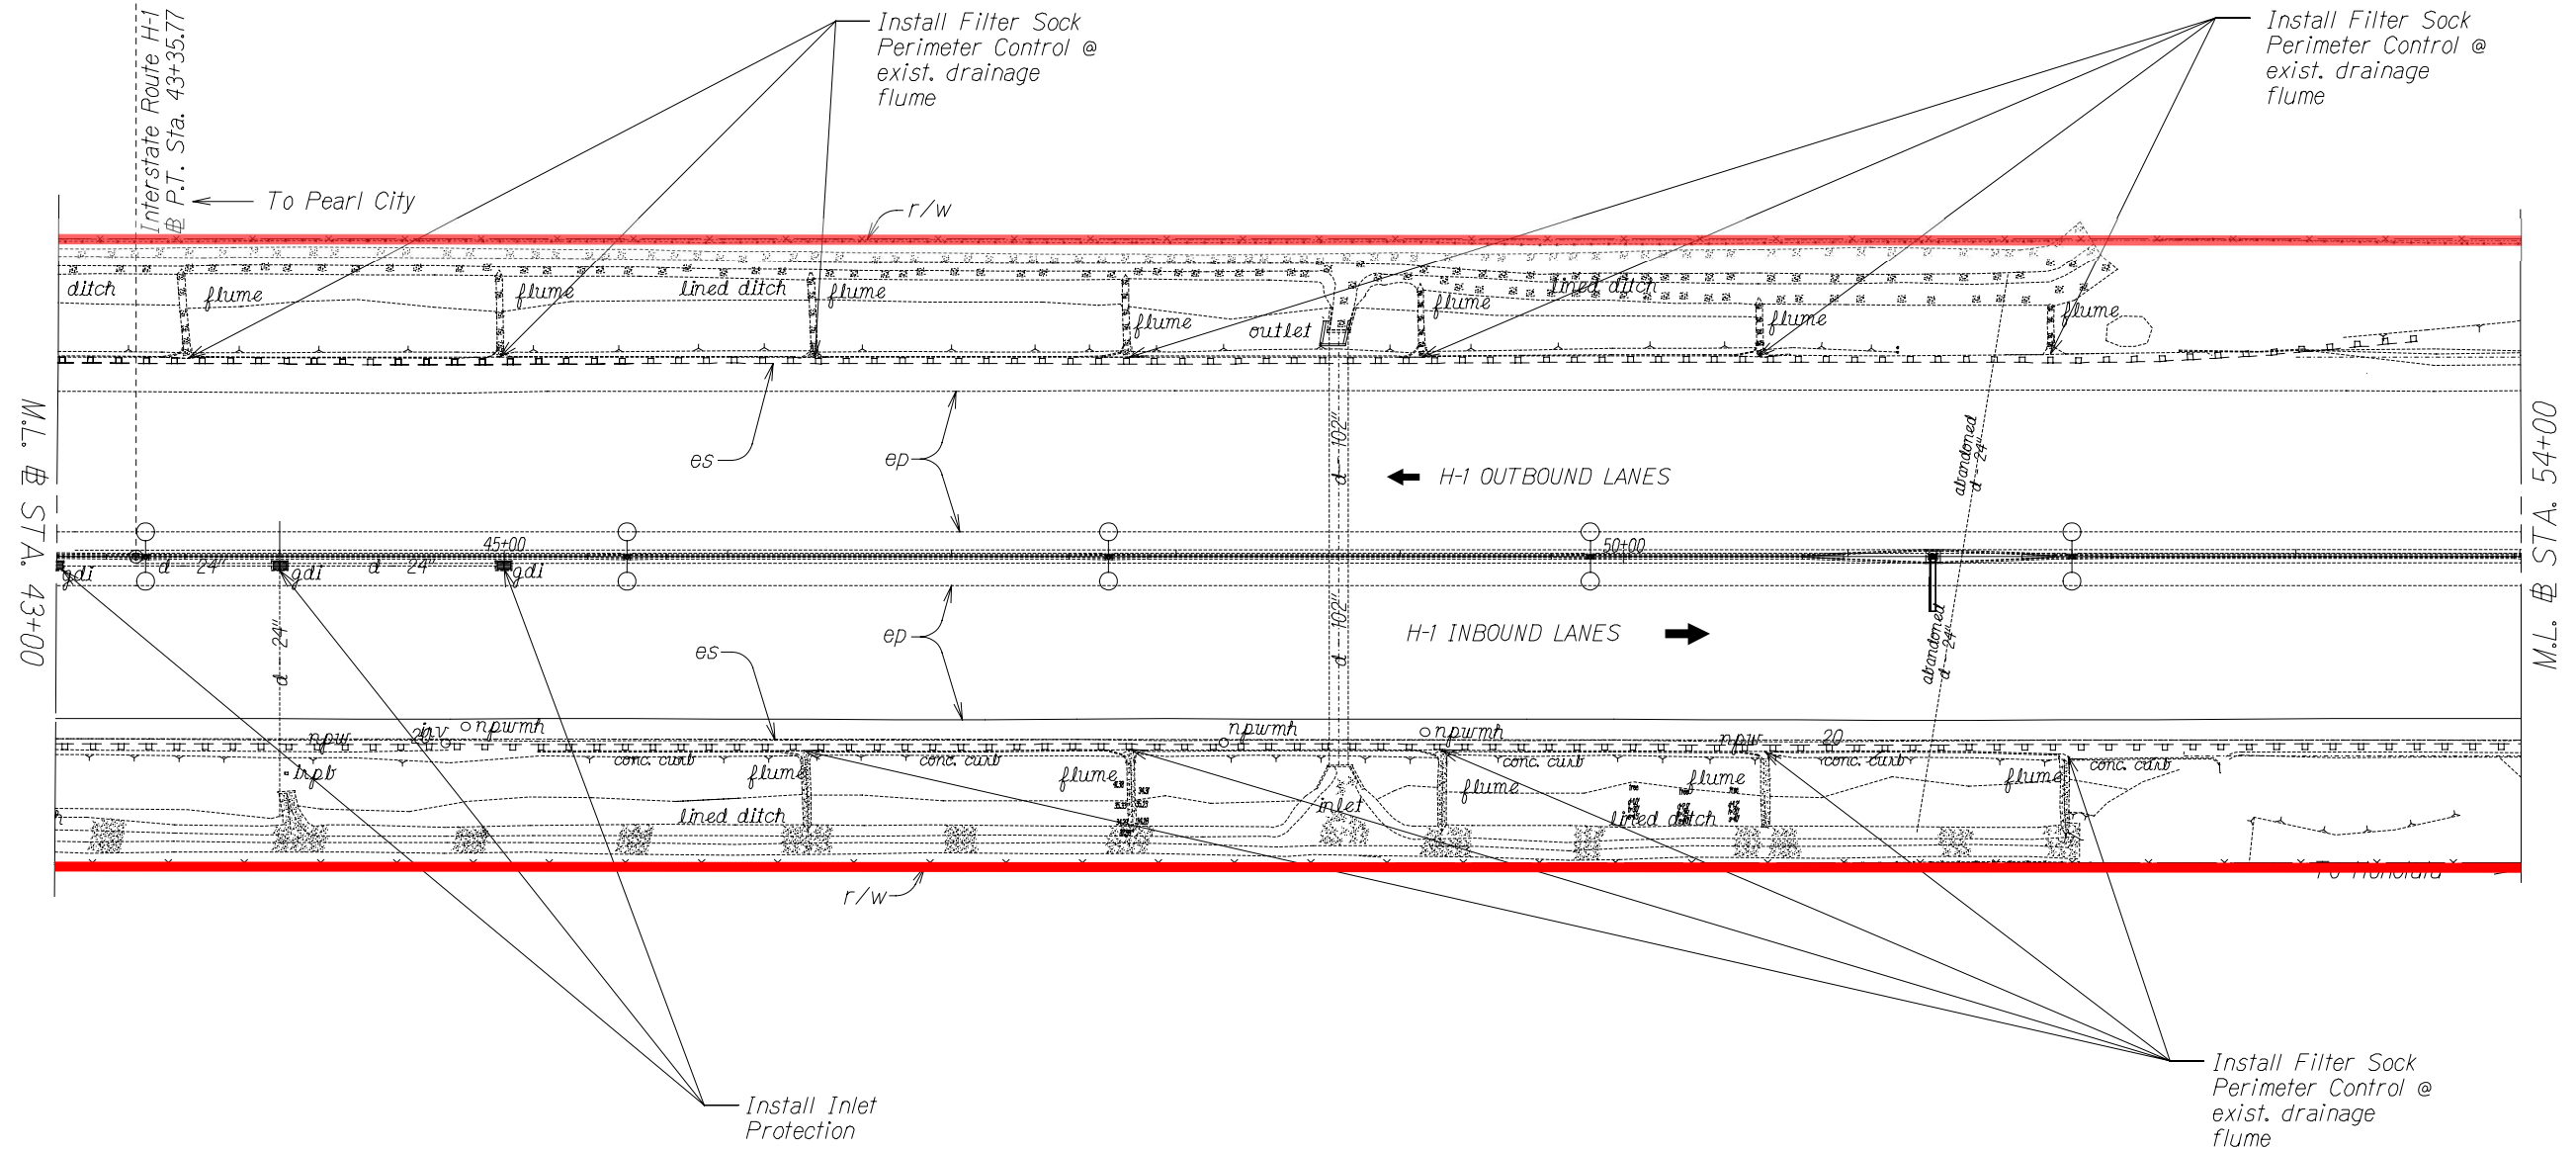 Install Filter Sock
Perimeter Control @
exist. drainage
flume
Install Filter Sock
Perimeter Control @
exist. drainage
flume
Interstate Route H-1
℄ P.T. Sta. 43+35.77
To Pearl City
r/w
ditch
flume
flume
lined ditch
flume
flume
outlet
flume
lined ditch
flume
flume
es
ep
d 102"
H-1 OUTBOUND LANES
abandoned
d 24"
M.L. ℄ STA. 43+00
M.L. ℄ STA. 54+00
45+00
50+00
gdi
d 24"
gdi
d 24"
gdi
d 24"
es
ep
d 102"
H-1 INBOUND LANES
abandoned
d 24"
npw
npwmh
npwmh
npwmh
npw
20
conc. curb
conc. curb
conc. curb
conc. curb
conc. curb
flume
flume
flume
flume
flume
lined ditch
inlet
lined ditch
r/w
To Honolulu
Install Inlet
Protection
Install Filter Sock
Perimeter Control @
exist. drainage
flume